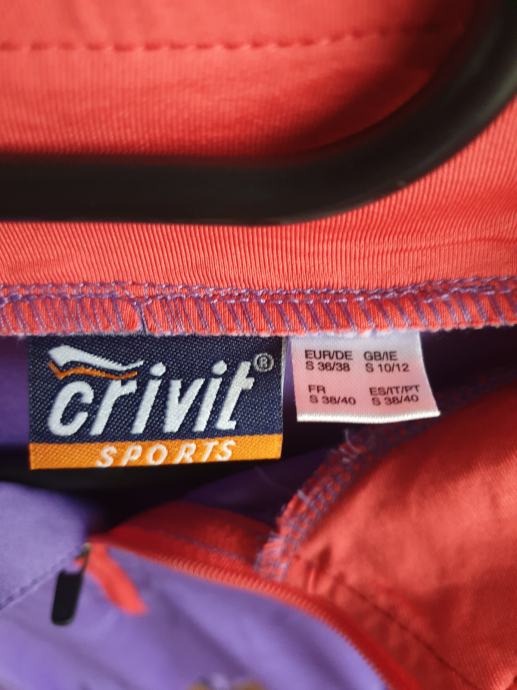 crivit®
SPORTS
EUR/DE GB/IE
S 36/38 S 10/12
FR ES/IT/PT
S 38/40 S 38/40